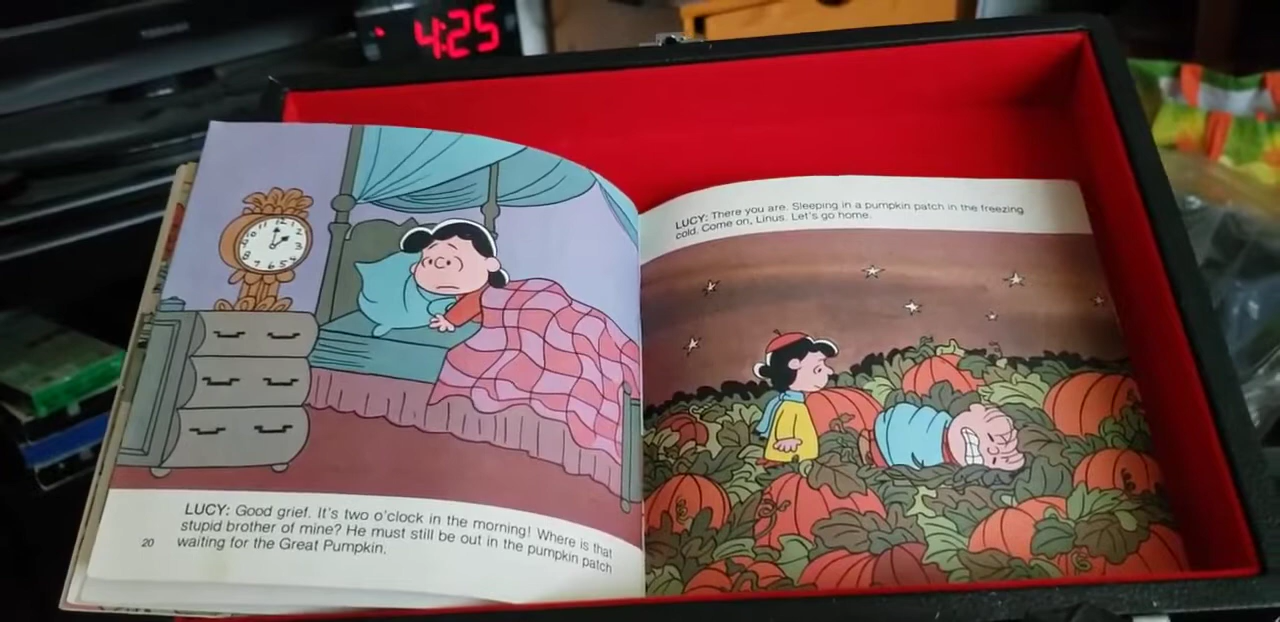 4:25
LUCY: Good grief. It's two o'clock in the morning! Where is that
stupid brother of mine? He must still be out in the pumpkin patch
waiting for the Great Pumpkin.
20
LUCY: There you are. Sleeping in a pumpkin patch in the freezing
cold. Come on, Linus. Let's go home.